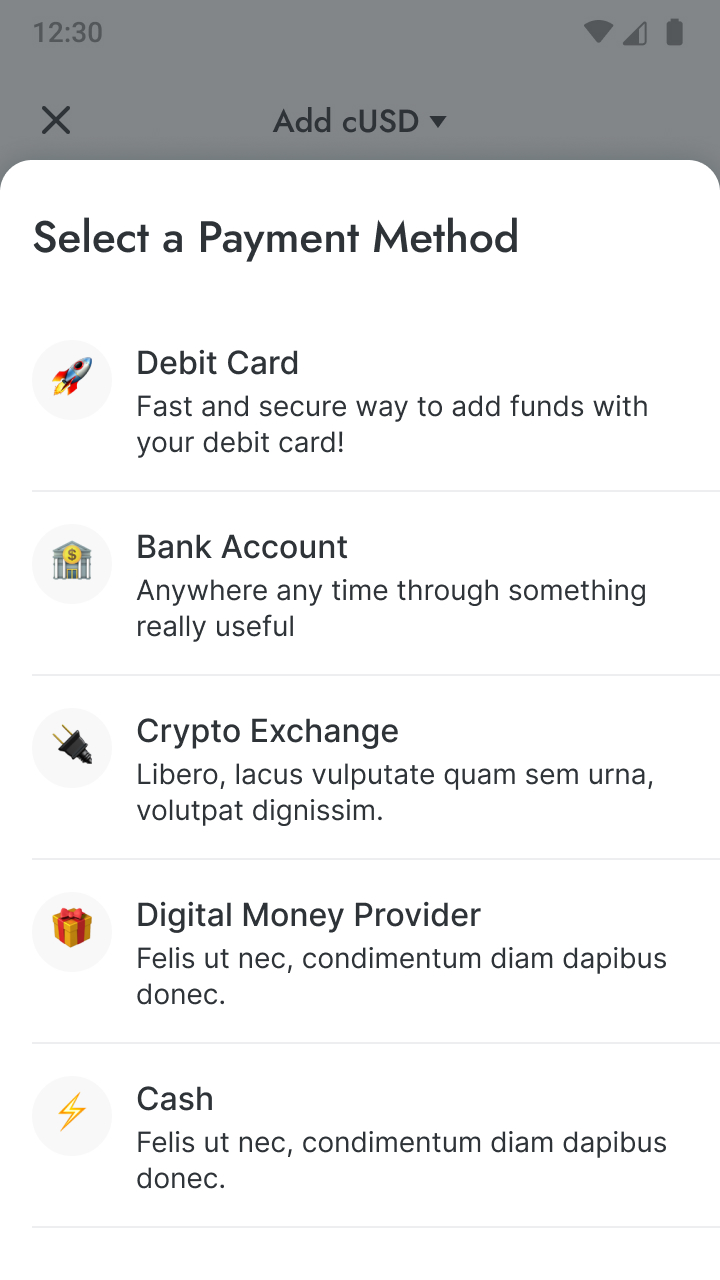 12:30
Add cUSD
Select a Payment Method
Debit Card
Fast and secure way to add funds with
your debit card!
Bank Account
Anywhere any time through something
really useful
Crypto Exchange
Libero, lacus vulputate quam sem urna,
volutpat dignissim.
Digital Money Provider
Felis ut nec, condimentum diam dapibus
donec.
Cash
Felis ut nec, condimentum diam dapibus
donec.